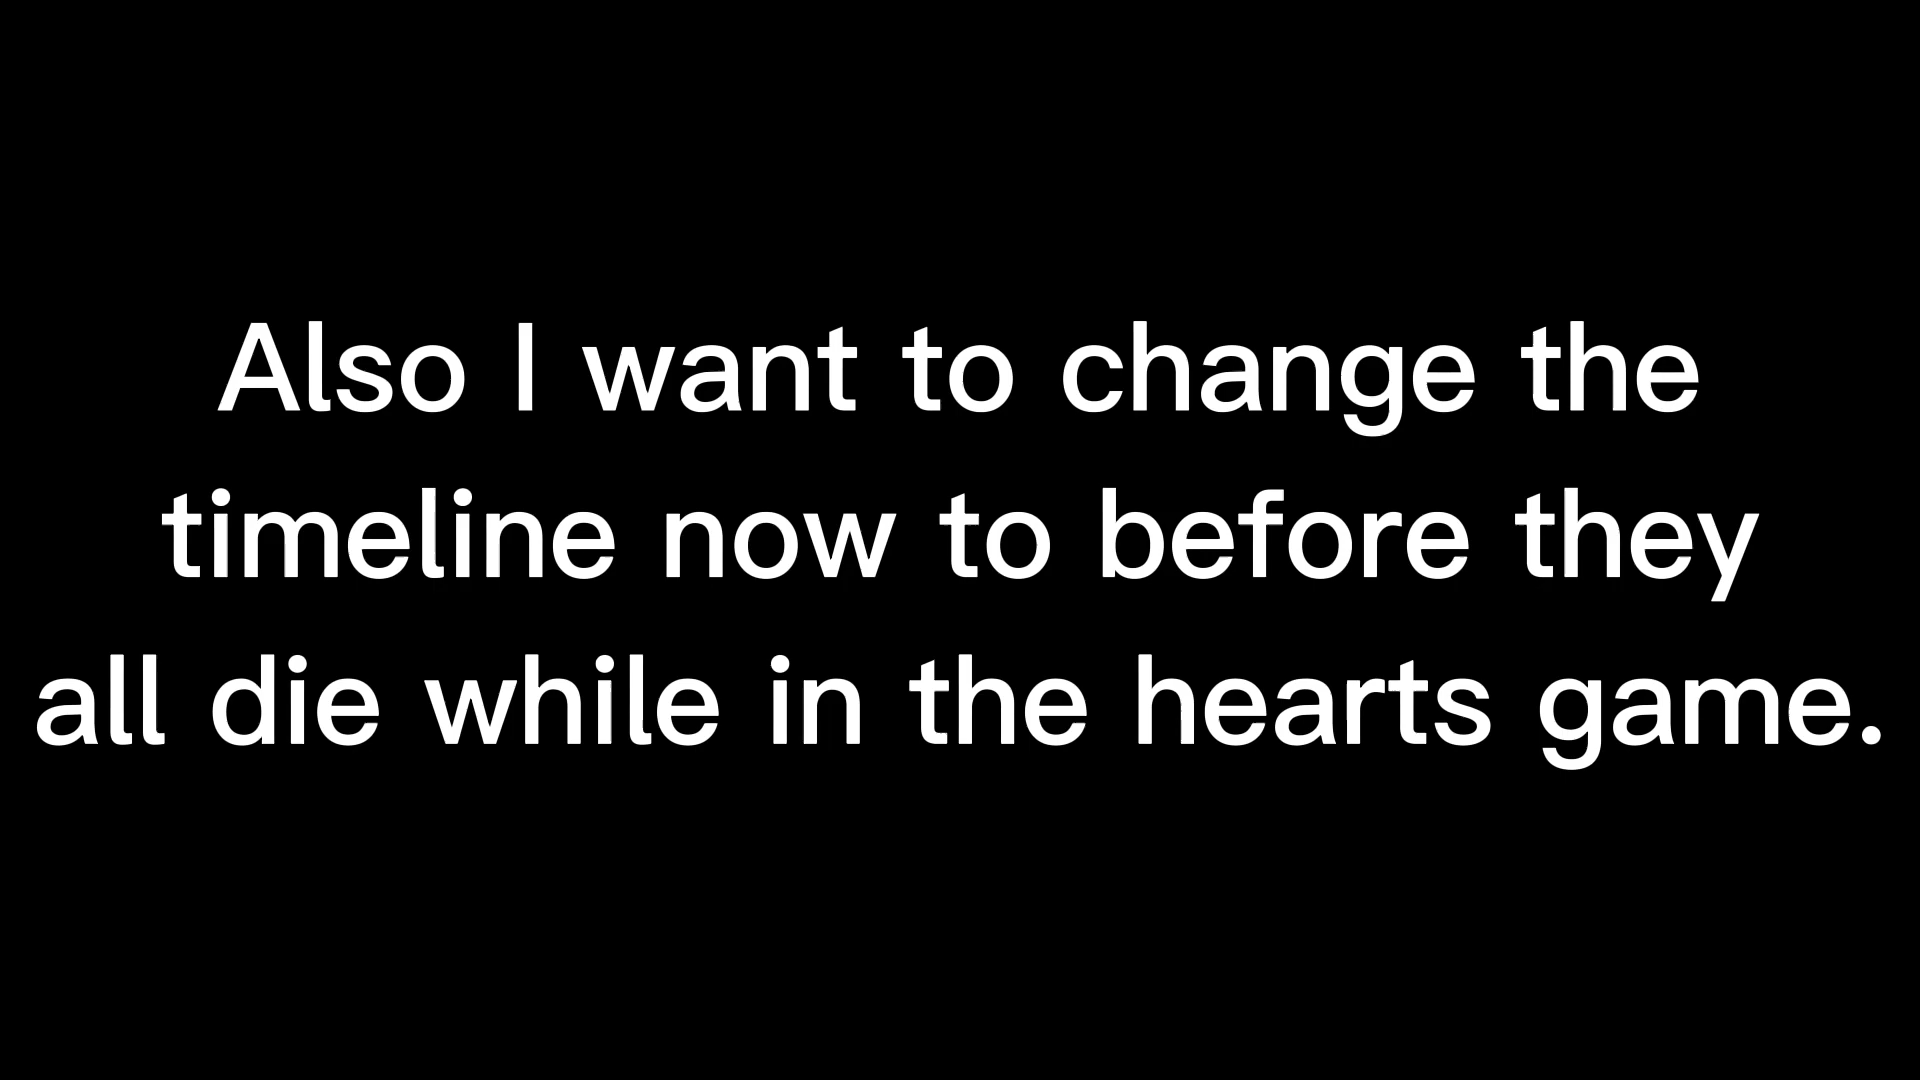 Also I want to change the
timeline now to before they
all die while in the hearts game.